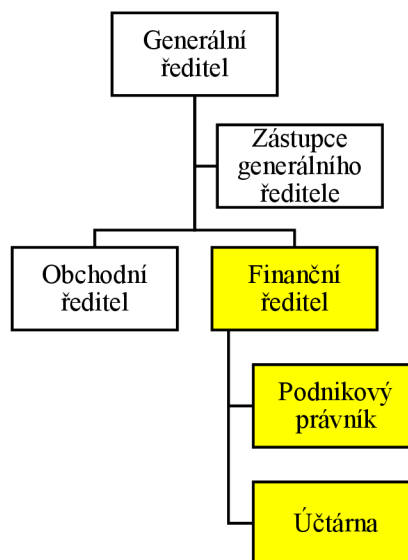 Generální
ředitel
Zástupce
generálního
ředitele
Obchodní
ředitel
Finanční
ředitel
Podnikový
právník
Účtárna